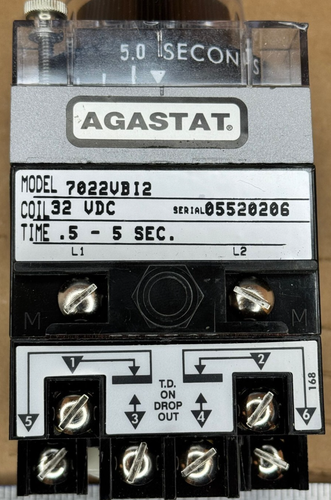 5.0 SECONDS
AGASTAT®
MODEL 7022VBI2
COIL 32 VDC SERIAL 05520206
TIME .5 - 5 SEC.
L1 L2
M M
1 2
T.D.
ON
DROP
OUT
5 3 4 6
168